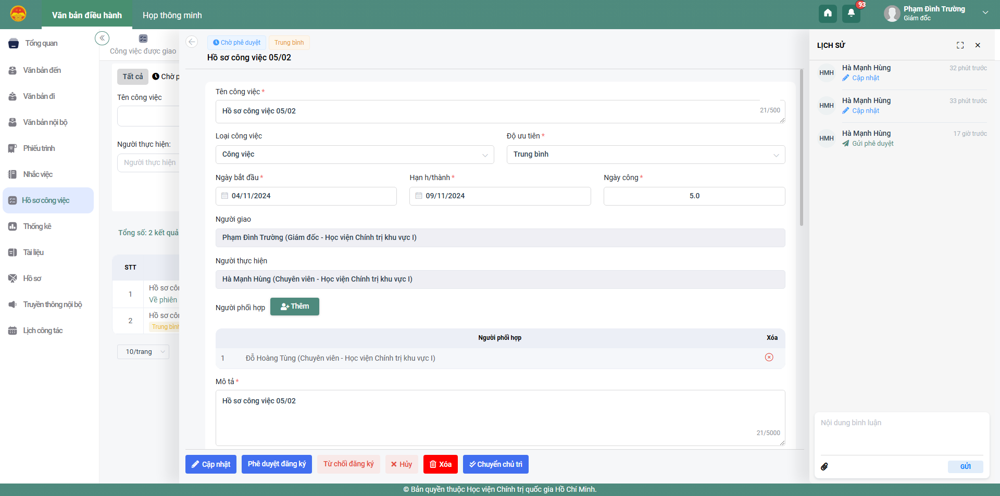 Văn bản điều hành
Họp thông minh
93
Phạm Đình Trường
Giám đốc
Tổng quan
Văn bản đến
Văn bản đi
Văn bản nội bộ
Phiếu trình
Nhắc việc
Hồ sơ công việc
Thống kê
Tài liệu
Hồ sơ
Truyền thông nội bộ
Lịch công tác
Công việc được giao
Tất cả
Chờ p
Tên công việc
Người thực hiện:
Người thực hiện
Tổng số: 2 kết quả
STT
1
Hồ sơ côn
Về phiên
2
Hồ sơ côn
Trung bình
10/trang
Chờ phê duyệt
Trung bình
Hồ sơ công việc 05/02
Tên công việc *
Hồ sơ công việc 05/02
21/500
Loại công việc
Độ ưu tiên *
Công việc
Trung bình
Ngày bắt đầu *
Hạn h/thành *
Ngày công *
04/11/2024
09/11/2024
5.0
Người giao
Phạm Đình Trường (Giám đốc - Học viện Chính trị khu vực I)
Người thực hiện
Hà Mạnh Hùng (Chuyên viên - Học viện Chính trị khu vực I)
Người phối hợp
Thêm
Người phối hợp
Xóa
1
Đỗ Hoàng Tùng (Chuyên viên - Học viện Chính trị khu vực I)
Mô tả *
Hồ sơ công việc 05/02
21/5000
Cập nhật
Phê duyệt đăng ký
Từ chối đăng ký
Hủy
Xóa
Chuyển chủ trì
LỊCH SỬ
HMH
Hà Mạnh Hùng
32 phút trước
Cập nhật
HMH
Hà Mạnh Hùng
33 phút trước
Cập nhật
HMH
Hà Mạnh Hùng
17 giờ trước
Gửi phê duyệt
Nội dung bình luận
GỬI
© Bản quyền thuộc Học viện Chính trị quốc gia Hồ Chí Minh.